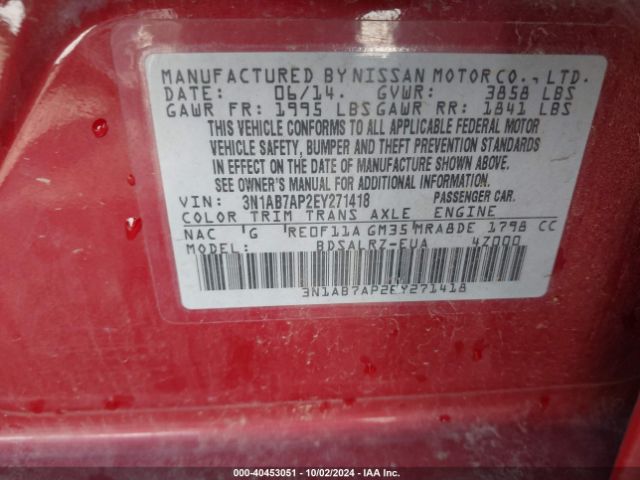 MANUFACTURED BY NISSAN MOTOR CO., LTD.
DATE: 06/14. GVWR: 3858 LBS
GAWR FR: 1995 LBS GAWR RR: 1841 LBS
THIS VEHICLE CONFORMS TO ALL APPLICABLE FEDERAL MOTOR
VEHICLE SAFETY, BUMPER AND THEFT PREVENTION STANDARDS
IN EFFECT ON THE DATE OF MANUFACTURE SHOWN ABOVE.
SEE OWNER'S MANUAL FOR ADDITIONAL INFORMATION.
VIN: 3N1AB7AP2EY271418 PASSENGER CAR.
COLOR TRIM TRANS AXLE ENGINE
NAC G RE0F11A GM35 MRA8DE 1798 CC
MODEL: BDSALRZ-EUA 4Z000
3N1AB7AP2EY271418
000-40453051 - 10/02/2024 - IAA Inc.